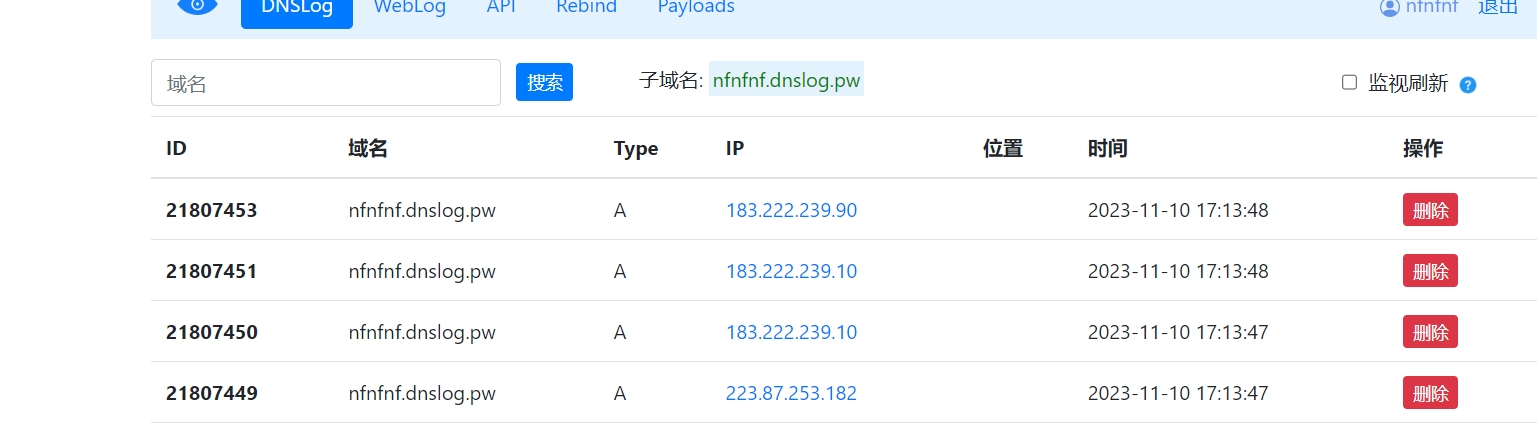 DNSLog WebLog API Rebind Payloads nfnfnf 退出
域名 搜索 子域名: nfnfnf.dnslog.pw 监视刷新 ?
ID 域名 Type IP 位置 时间 操作
21807453 nfnfnf.dnslog.pw A 183.222.239.90 2023-11-10 17:13:48 删除
21807451 nfnfnf.dnslog.pw A 183.222.239.10 2023-11-10 17:13:48 删除
21807450 nfnfnf.dnslog.pw A 183.222.239.10 2023-11-10 17:13:47 删除
21807449 nfnfnf.dnslog.pw A 223.87.253.182 2023-11-10 17:13:47 删除